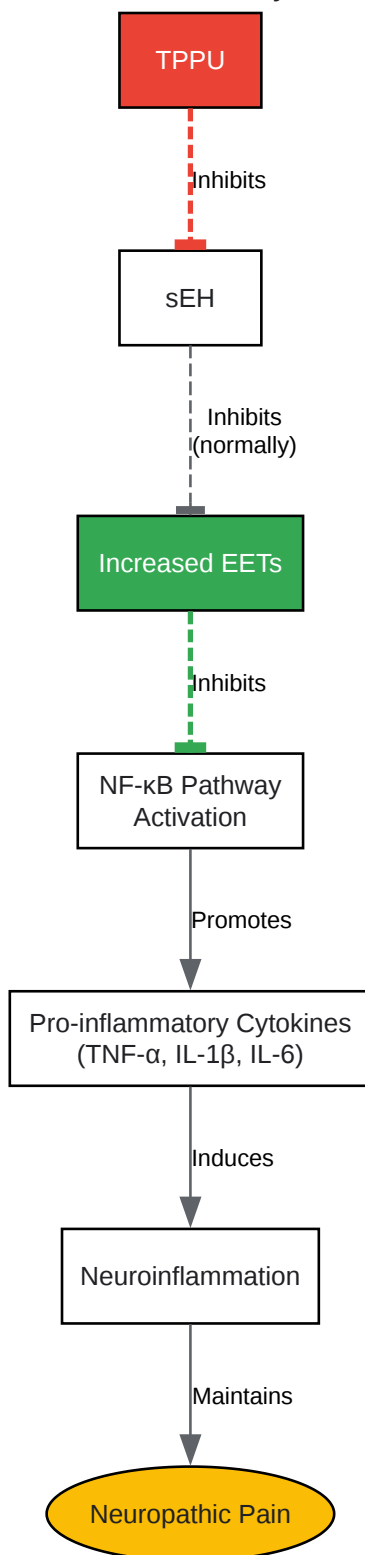 TPPU
Inhibits
sEH
Inhibits
(normally)
Increased EETs
Inhibits
NF-κB Pathway
Activation
Promotes
Pro-inflammatory Cytokines
(TNF-α, IL-1β, IL-6)
Induces
Neuroinflammation
Maintains
Neuropathic Pain